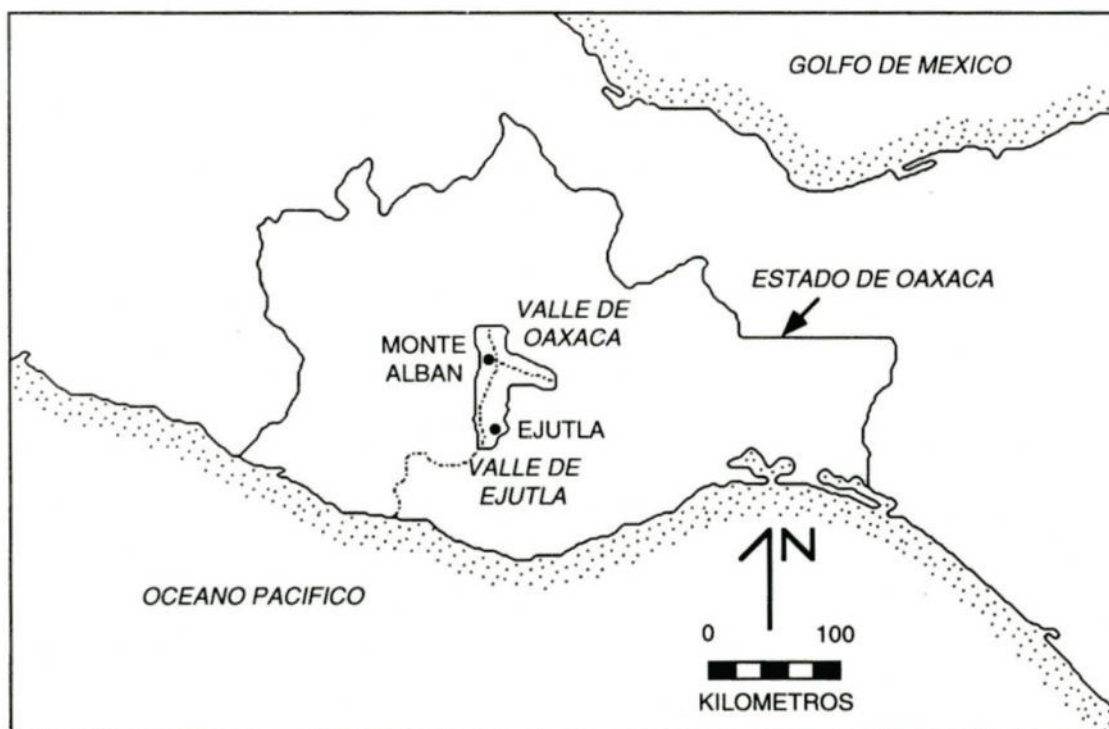 GOLFO DE MEXICO
ESTADO DE OAXACA
VALLE DE
OAXACA
MONTE
ALBAN
EJUTLA
VALLE DE
EJUTLA
OCEANO PACIFICO
N
0 100
KILOMETROS